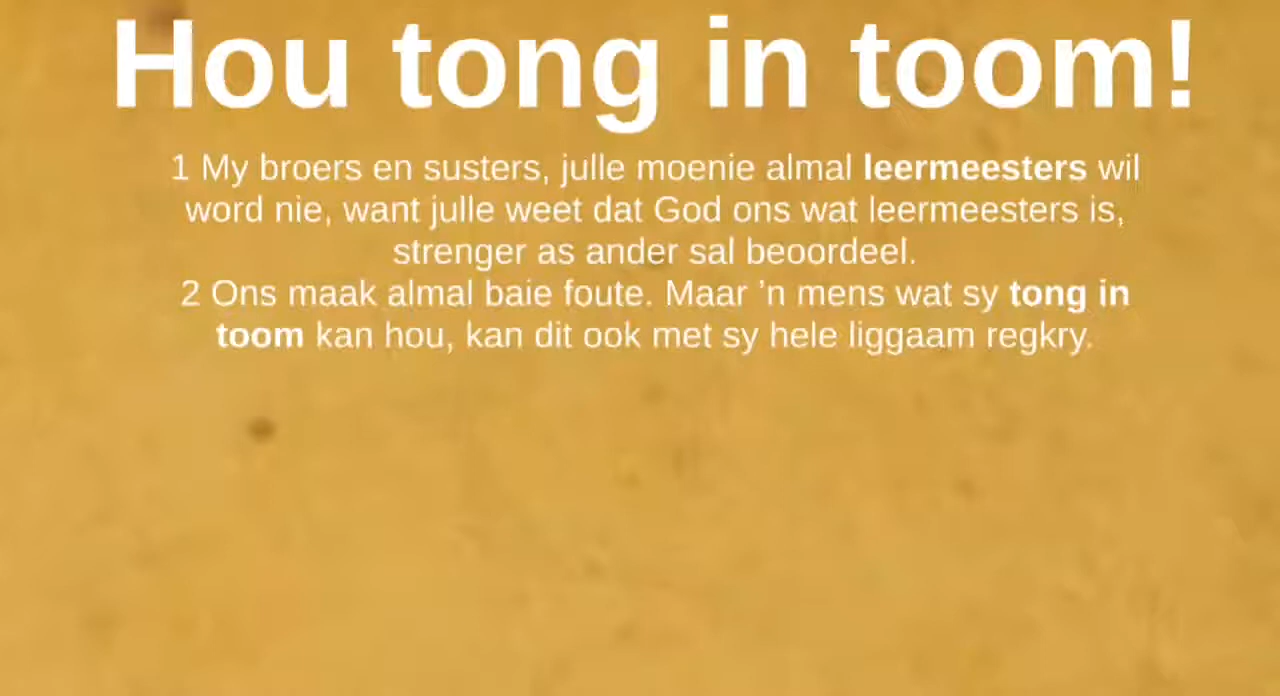 Hou tong in toom!
1 My broers en susters, julle moenie almal leermeesters wil
word nie, want julle weet dat God ons wat leermeesters is,
strenger as ander sal beoordeel.
2 Ons maak almal baie foute. Maar 'n mens wat sy tong in
toom kan hou, kan dit ook met sy hele liggaam regkry.